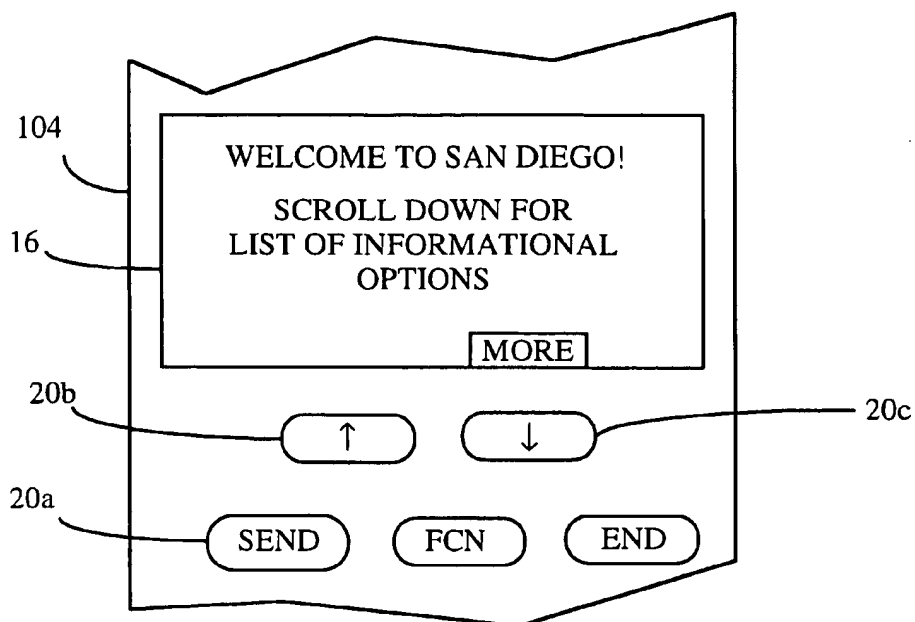 104
WELCOME TO SAN DIEGO!
SCROLL DOWN FOR
LIST OF INFORMATIONAL
OPTIONS
16
MORE
20b
↑
↓
20c
20a
SEND
FCN
END